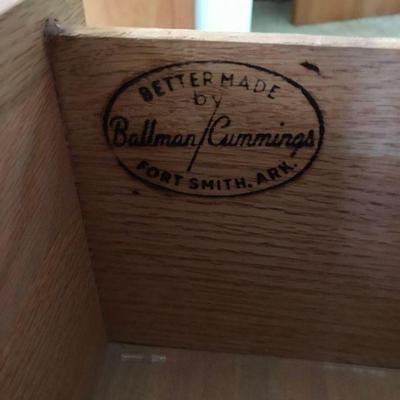 BETTER MADE
by
Ballman/Cummings
FORT SMITH, ARK.